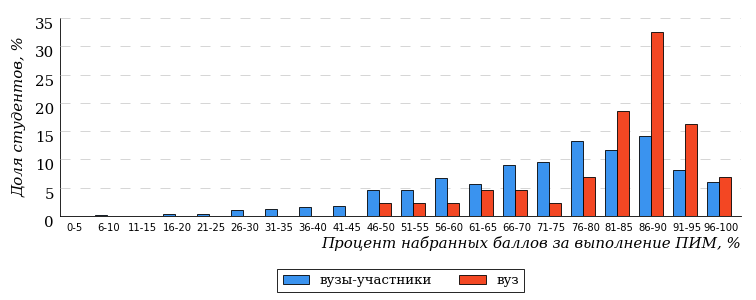 Доля студентов, %
35
30
25
20
15
10
5
0
0-5 6-10 11-15 16-20 21-25 26-30 31-35 36-40 41-45 46-50 51-55 56-60 61-65 66-70 71-75 76-80 81-85 86-90 91-95 96-100
Процент набранных баллов за выполнение ПИМ, %
вузы-участники вуз